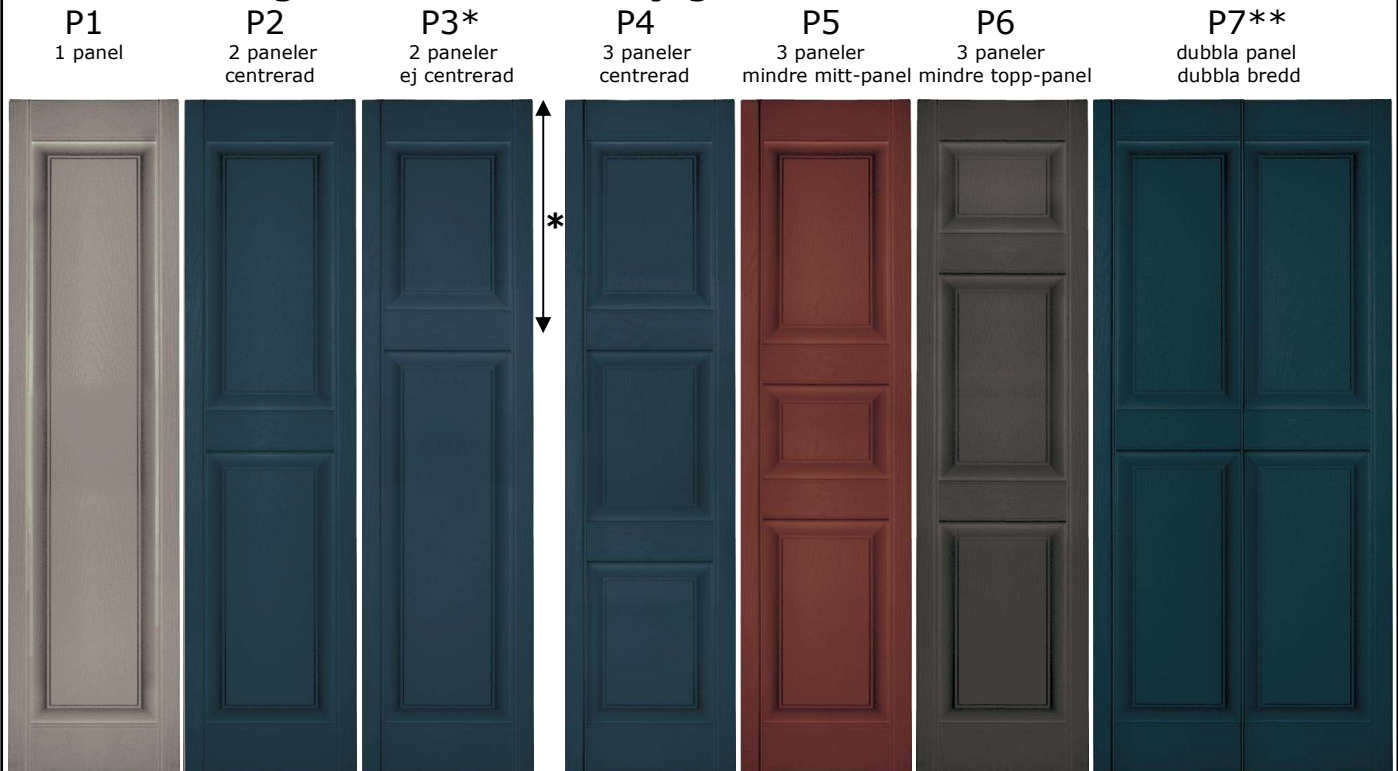 P1
1 panel
P2
2 paneler
centrerad
P3*
2 paneler
ej centrerad
*
P4
3 paneler
centrerad
P5
3 paneler
mindre mitt-panel
P6
3 paneler
mindre topp-panel
P7**
dubbla panel
dubbla bredd